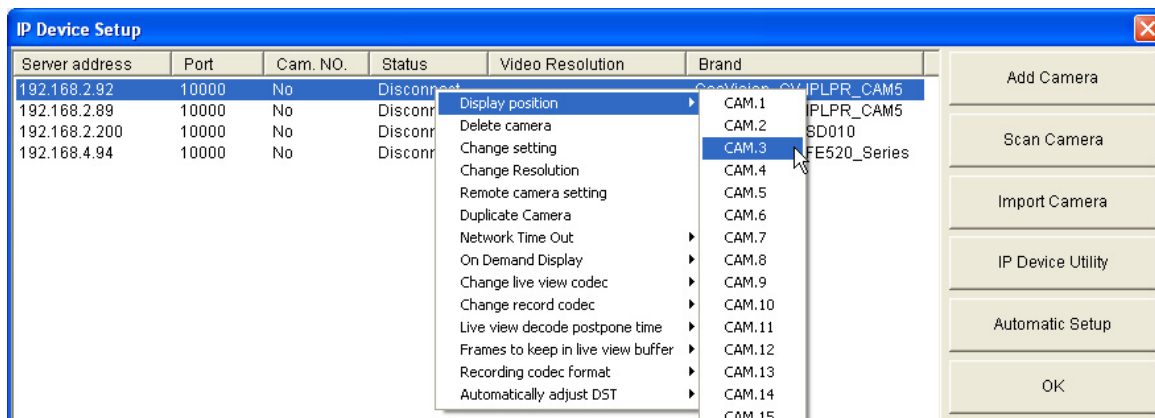 IP Device Setup
Server address Port Cam. NO. Status Video Resolution Brand
192.168.2.92 10000 No Disconnect IPLPR_CAM5
192.168.2.89 10000 No Disconr IPLPR_CAM5
192.168.2.200 10000 No Disconr SD010
192.168.4.94 10000 No Disconr FE520_Series
Display position
Delete camera
Change setting
Change Resolution
Remote camera setting
Duplicate Camera
Network Time Out
On Demand Display
Change live view codec
Change record codec
Live view decode postpone time
Frames to keep in live view buffer
Recording codec format
Automatically adjust DST
CAM.1
CAM.2
CAM.3
CAM.4
CAM.5
CAM.6
CAM.7
CAM.8
CAM.9
CAM.10
CAM.11
CAM.12
CAM.13
CAM.14
CAM.15
Add Camera
Scan Camera
Import Camera
IP Device Utility
Automatic Setup
OK